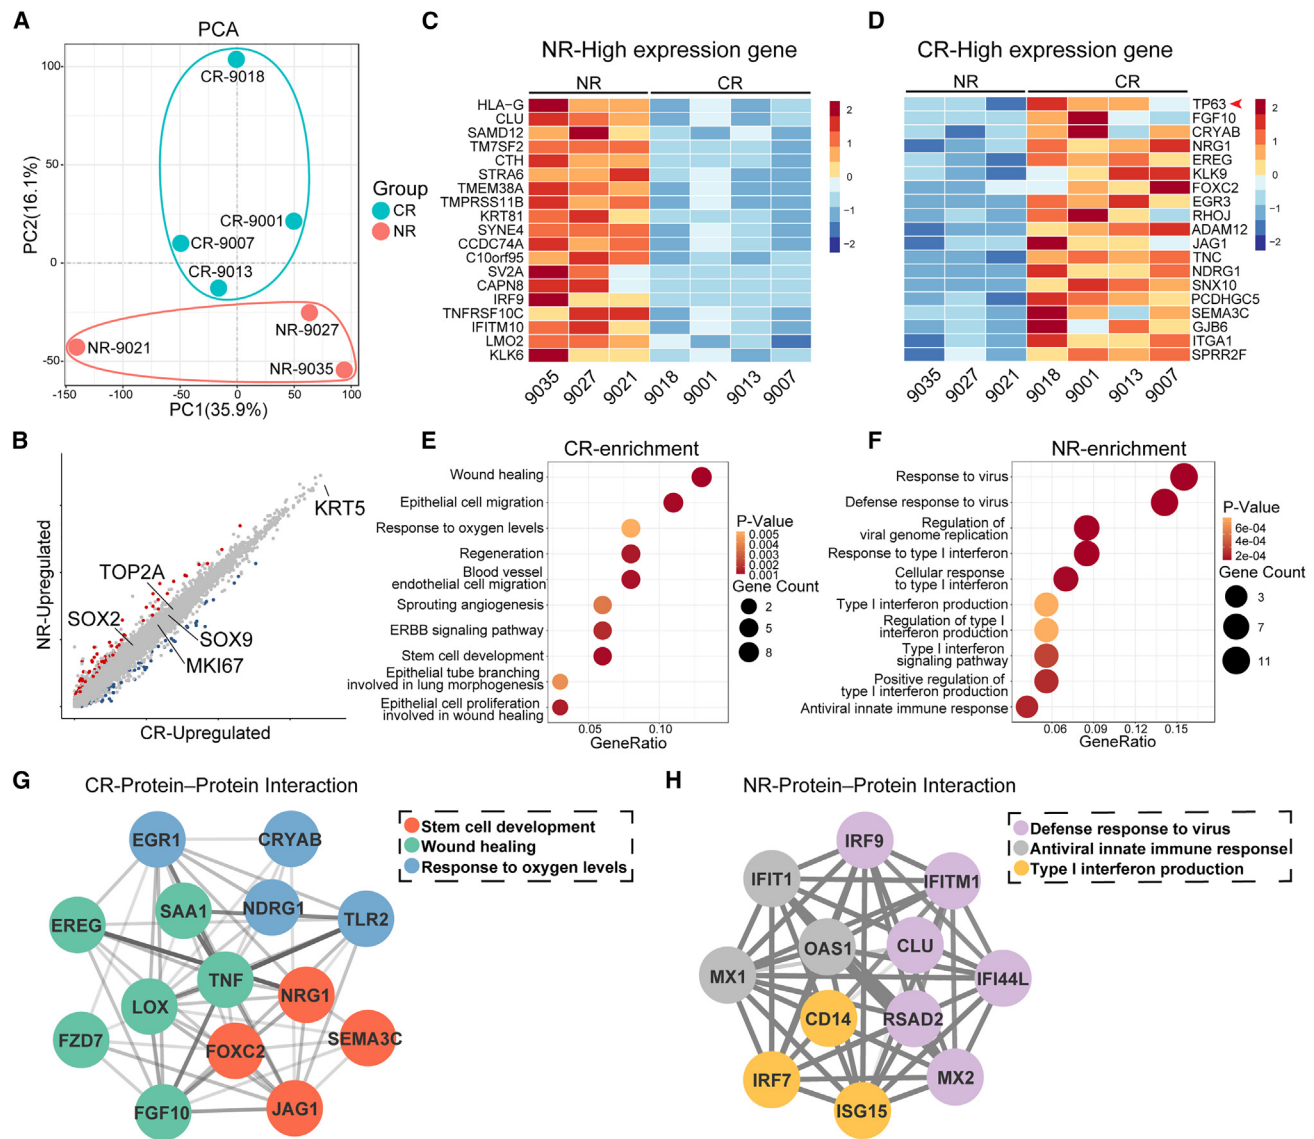 A
PCA
PC2(16.1%)
100
50
0
-50
-150
-100
-50
0
50
100
PC1(35.9%)
CR-9018
CR-9001
CR-9007
CR-9013
NR-9027
NR-9021
NR-9035
Group
CR
NR
B
NR-Upregulated
CR-Upregulated
KRT5
TOP2A
SOX2
SOX9
MKI67
C
NR-High expression gene
NR
CR
HLA-G
CLU
SAMD12
TM7SF2
CTH
STRA6
TMEM38A
TMPRSS11B
KRT81
SYNE4
CCDC74A
C10orf95
SV2A
CAPN8
IRF9
TNFRSF10C
IFITM10
LMO2
KLK6
9035
9027
9221
9018
9001
9013
9007
2
1
0
−1
−2
D
CR-High expression gene
NR
CR
TP63
FGF10
CRYAB
NRG1
EREG
KLK9
FOXC2
EGR3
RHOJ
ADAM12
JAG1
TNC
NDRG1
SNX10
PCDHGC5
SEMA3C
GJB6
ITGA1
SPRR2F
9035
9027
9021
9018
9001
9013
9007
2
1
0
−1
−2
E
CR-enrichment
Wound healing
Epithelial cell migration
Response to oxygen levels
Regeneration
Blood vessel
endothelial cell migration
Sprouting angiogenesis
ERBB signaling pathway
Stem cell development
Epithelial tube branching
involved in lung morphogenesis
Epithelial cell proliferation
involved in wound healing
0.05
0.10
GeneRatio
P-Value
0.005
0.004
0.003
0.002
0.001
Gene Count
2
5
8
F
NR-enrichment
Response to virus
Defense response to virus
Regulation of
viral genome replication
Response to type I interferon
Cellular response
to type I interferon
Type I interferon production
Regulation of type I
interferon production
Type I interferon
signaling pathway
Positive regulation of
type I interferon production
Antiviral innate immune response
0.06
0.09
0.12
0.15
GeneRatio
P-Value
6e-04
4e-04
2e-04
Gene Count
3
7
11
G
CR-Protein–Protein Interaction
EGR1
CRYAB
EREG
SAA1
NDRG1
TLR2
TNF
LOX
NRG1
FZD7
FOXC2
SEMA3C
FGF10
JAG1
Stem cell development
Wound healing
Response to oxygen levels
H
NR-Protein–Protein Interaction
IRF9
IFIT1
IFITM1
OAS1
CLU
MX1
IFI44L
CD14
RSAD2
IRF7
MX2
ISG15
Defense response to virus
Antiviral innate immune response
Type I interferon production